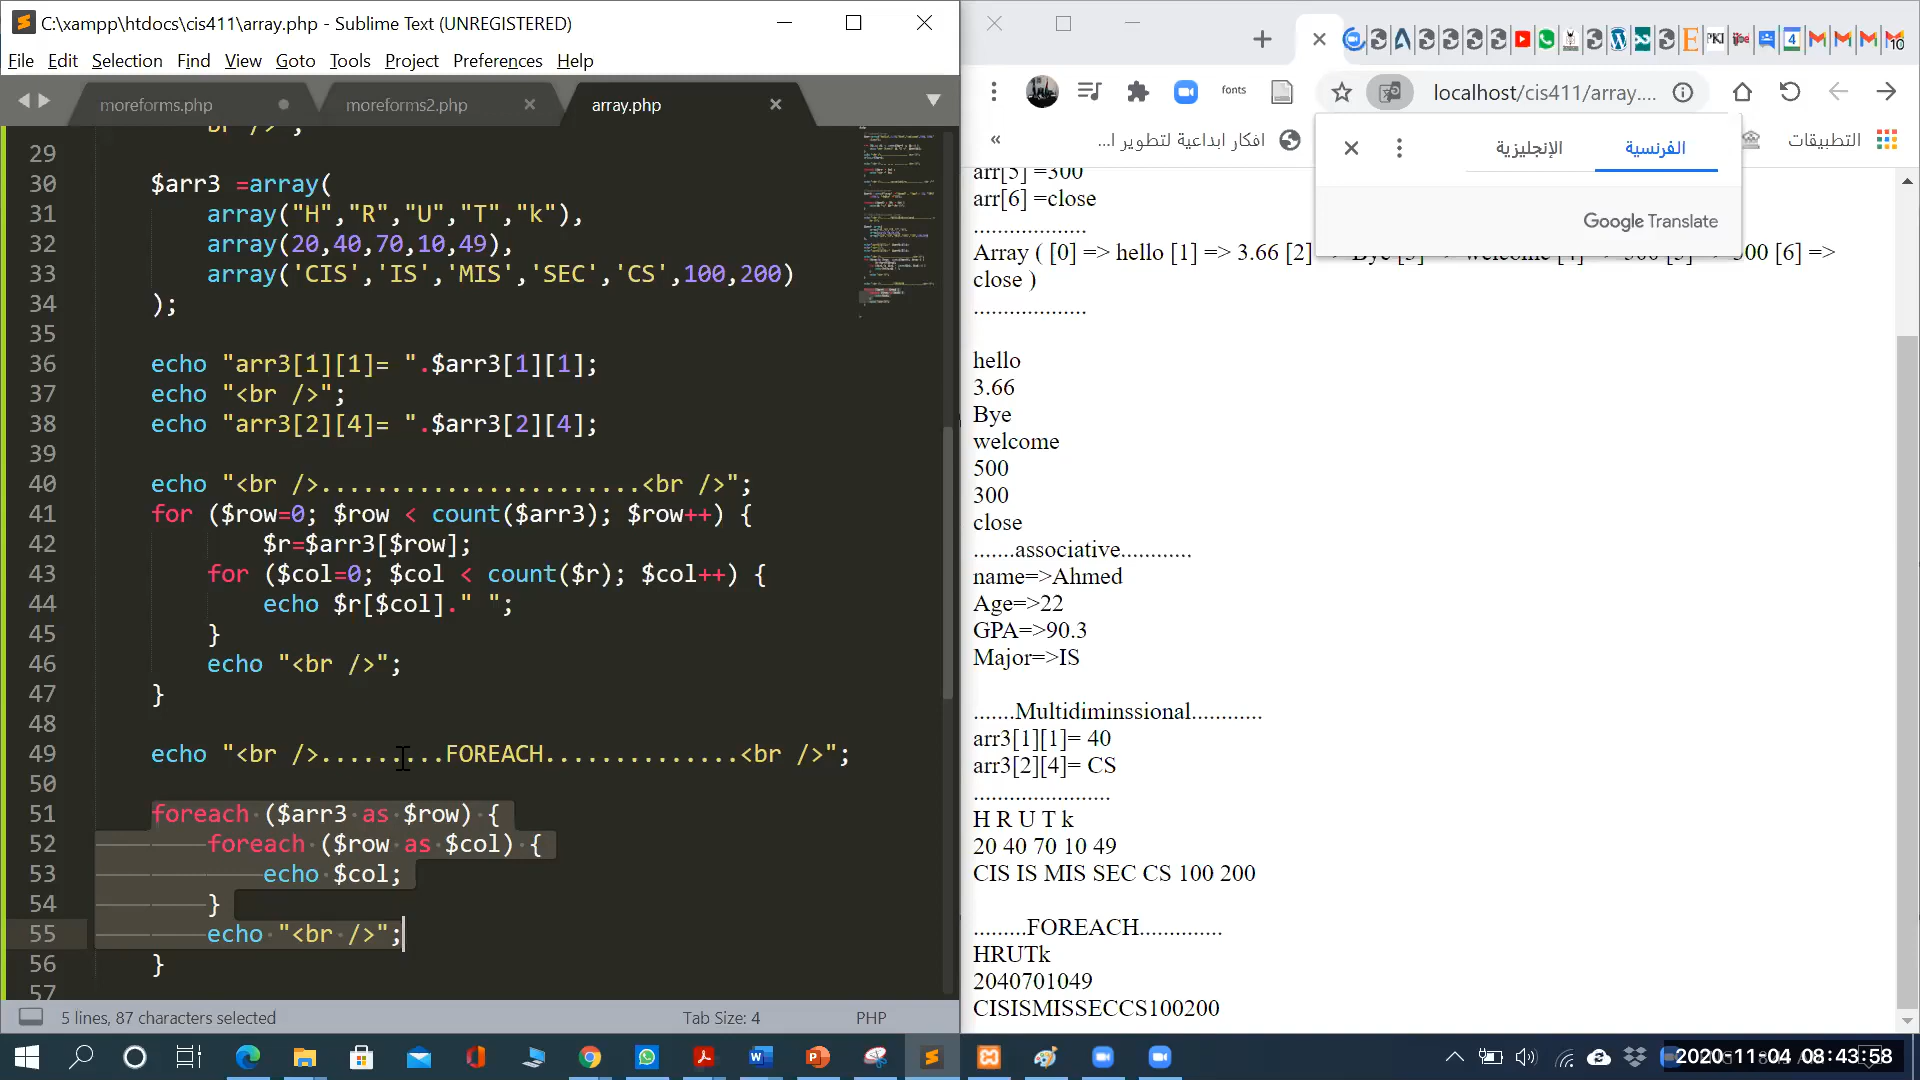 C:\xampp\htdocs\cis411\array.php - Sublime Text (UNREGISTERED)
File Edit Selection Find View Goto Tools Project Preferences Help
moreforms.php
moreforms2.php
array.php
29
30 $arr3 =array(
31 array("H","R","U","T","k"),
32 array(20,40,70,10,49),
33 array('CIS','IS','MIS','SEC','CS',100,200)
34 );
35
36 echo "arr3[1][1]= ".$arr3[1][1];
37 echo "<br />";
38 echo "arr3[2][4]= ".$arr3[2][4];
39
40 echo "<br />.......................<br />";
41 for ($row=0; $row < count($arr3); $row++) {
42 $r=$arr3[$row];
43 for ($col=0; $col < count($r); $col++) {
44 echo $r[$col]." ";
45 }
46 echo "<br />";
47 }
48
49 echo "<br />.........FOREACH..............<br />";
50
51 foreach ($arr3 as $row) {
52 foreach ($row as $col) {
53 echo $col;
54 }
55 echo "<br />";
56 }
57
5 lines, 87 characters selected
Tab Size: 4
PHP
fonts
localhost/cis411/array....
افكار ابداعية لتطوير ا...
التطبيقات
الفرنسية
الإنجليزية
Google Translate
arr[5] =300
arr[6] =close
...................
Array ( [0] => hello [1] => 3.66 [2]
close )
...................
hello
3.66
Bye
welcome
500
300
close
.......associative............
name=>Ahmed
Age=>22
GPA=>90.3
Major=>IS
.......Multidiminssional............
arr3[1][1]= 40
arr3[2][4]= CS
.......................
H R U T k
20 40 70 10 49
CIS IS MIS SEC CS 100 200
.........FOREACH..............
HRUTk
2040701049
CISISMISSECCS100200
2020-11-04 08:43:58